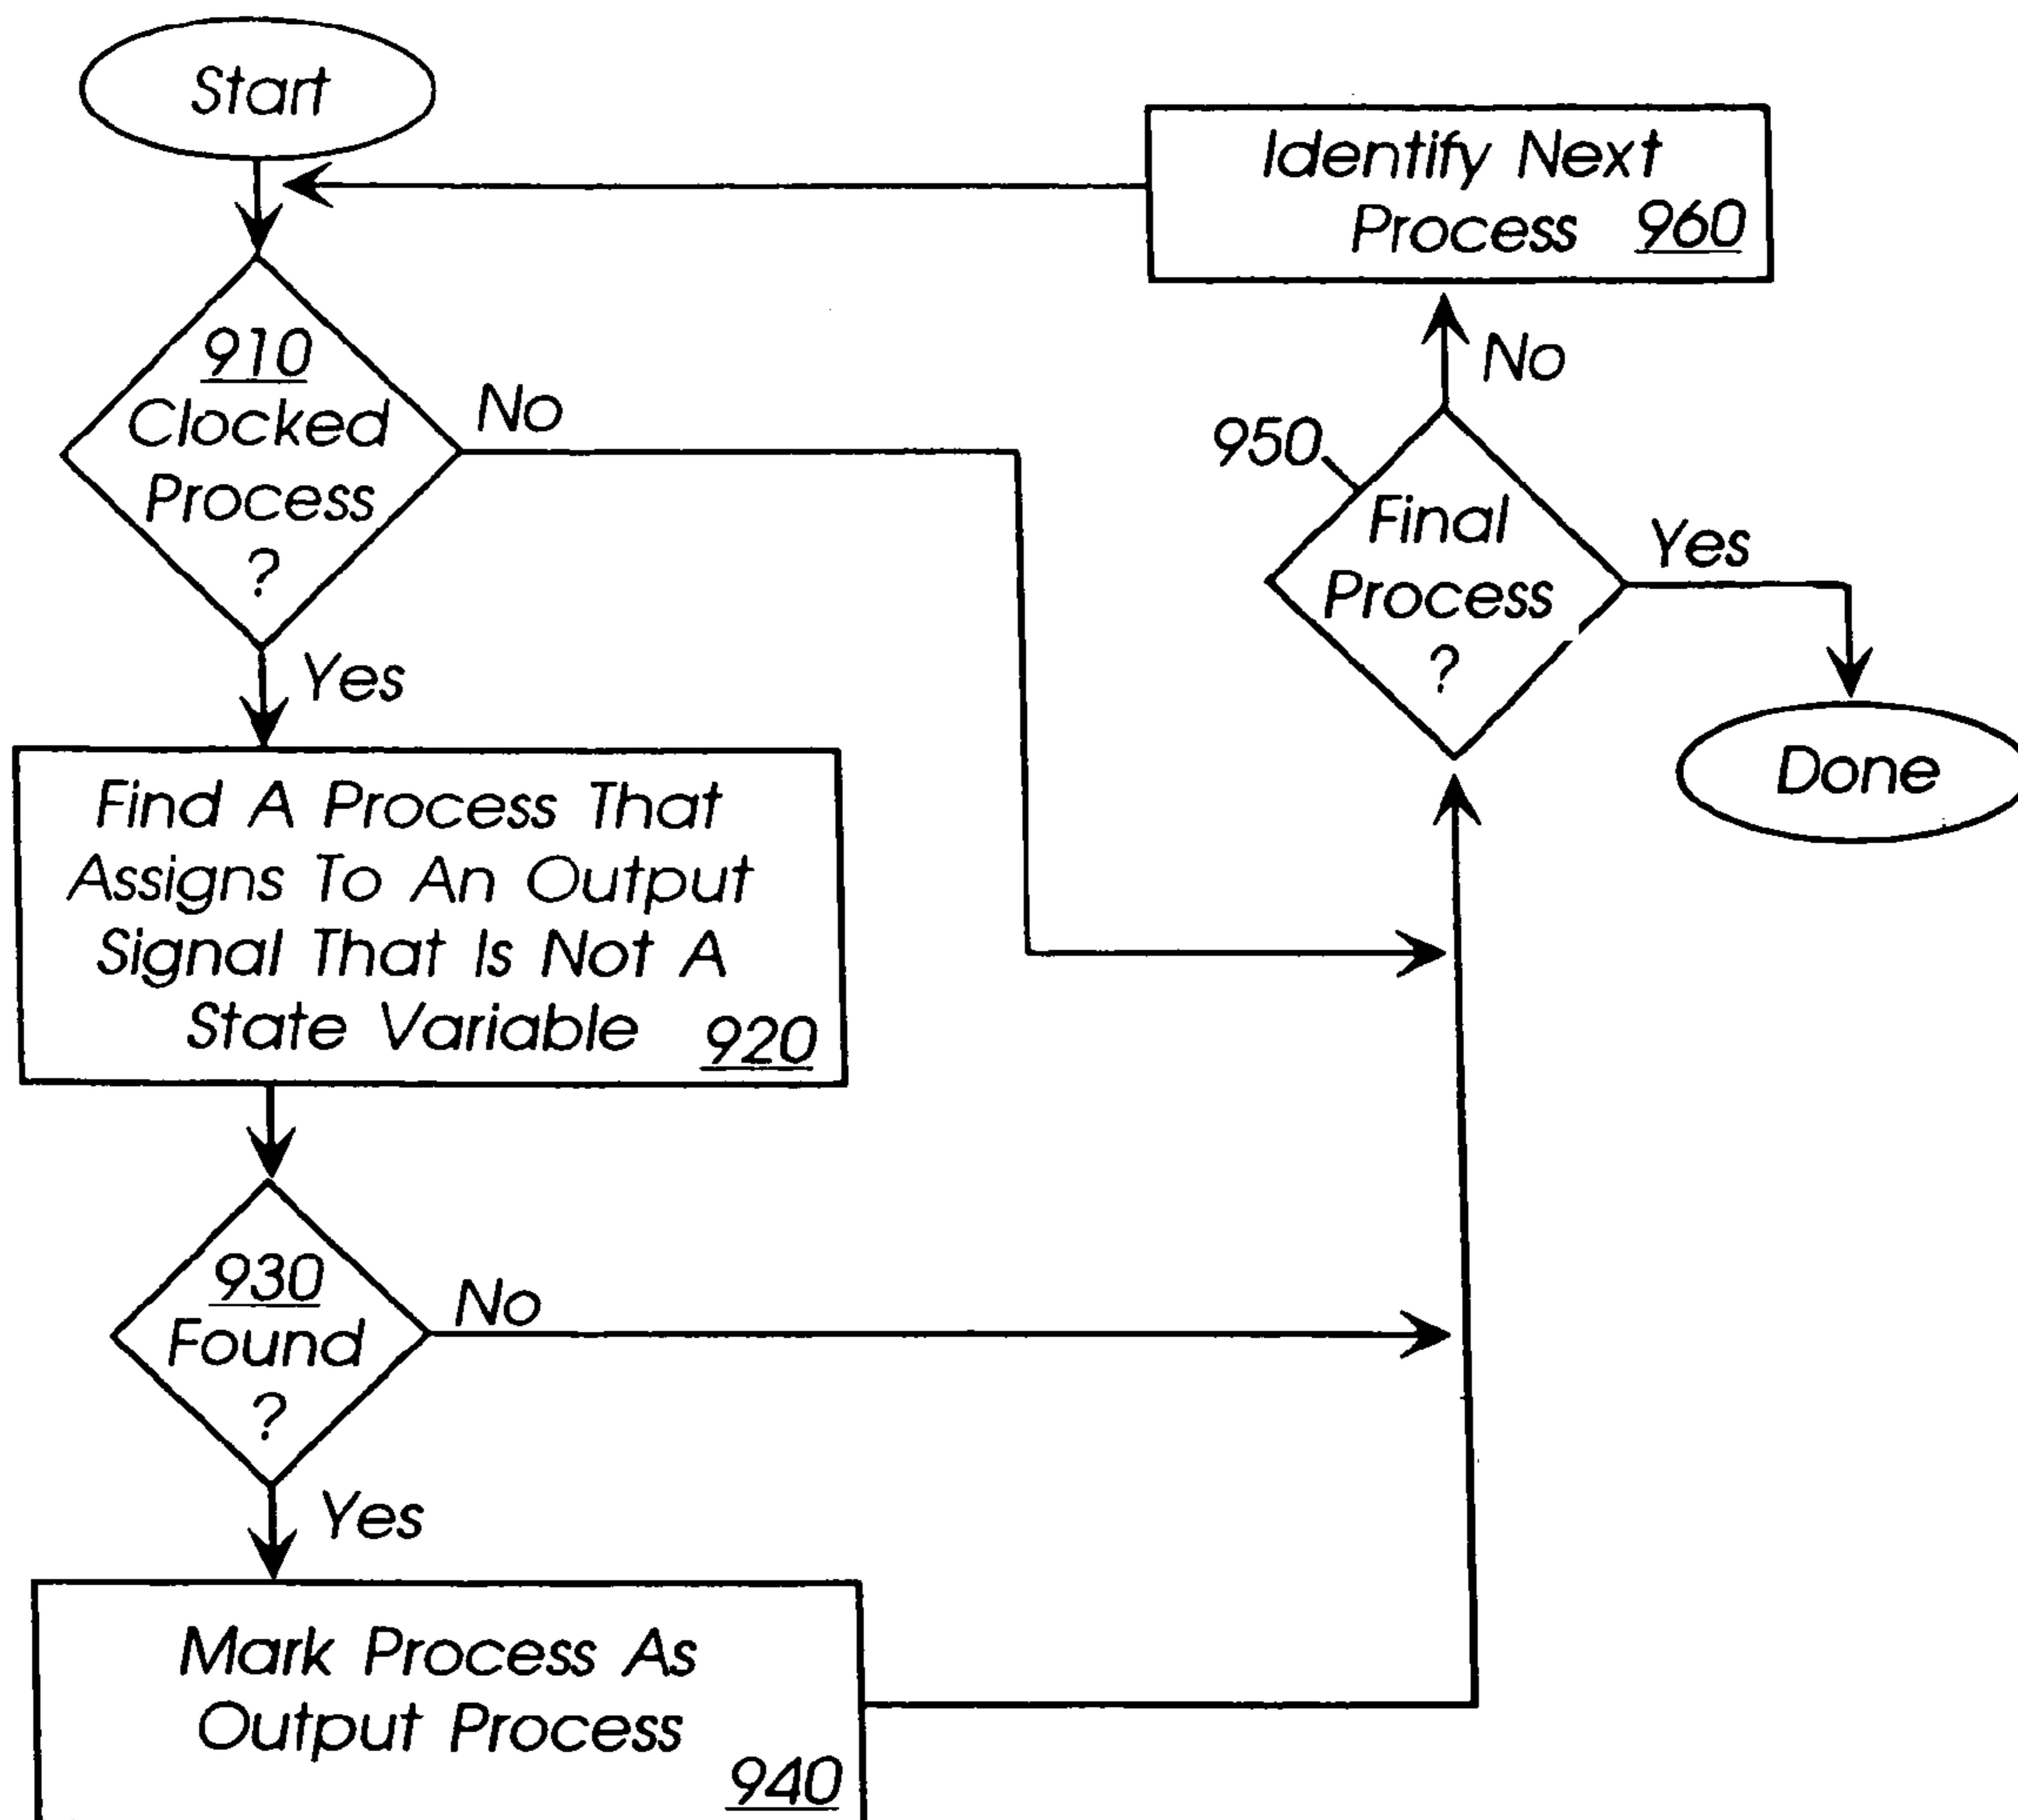 Start
910
Clocked
Process
?
No
Yes
Find A Process That
Assigns To An Output
Signal That Is Not A
State Variable 920
930
Found
?
No
Yes
Mark Process As
Output Process
940
Identify Next
Process 960
No
950
Final
Process
?
Yes
Done